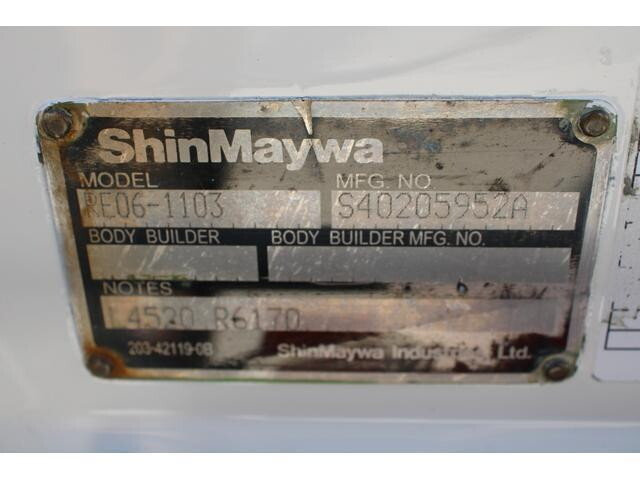 ShinMaywa
MODEL MFG. NO
RE06-1103 S40205952A
BODY BUILDER BODY BUILDER MFG. NO.
NOTES
L4520 R6170
203-42119-0B ShinMaywa Industries, Ltd.